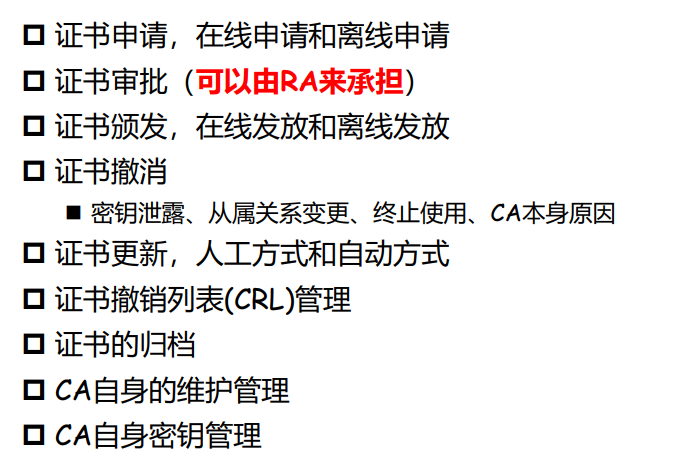 证书申请，在线申请和离线申请
证书审批（可以由RA来承担）
证书颁发，在线发放和离线发放
证书撤消
密钥泄露、从属关系变更、终止使用、CA本身原因
证书更新，人工方式和自动方式
证书撤销列表(CRL)管理
证书的归档
CA自身的维护管理
CA自身密钥管理